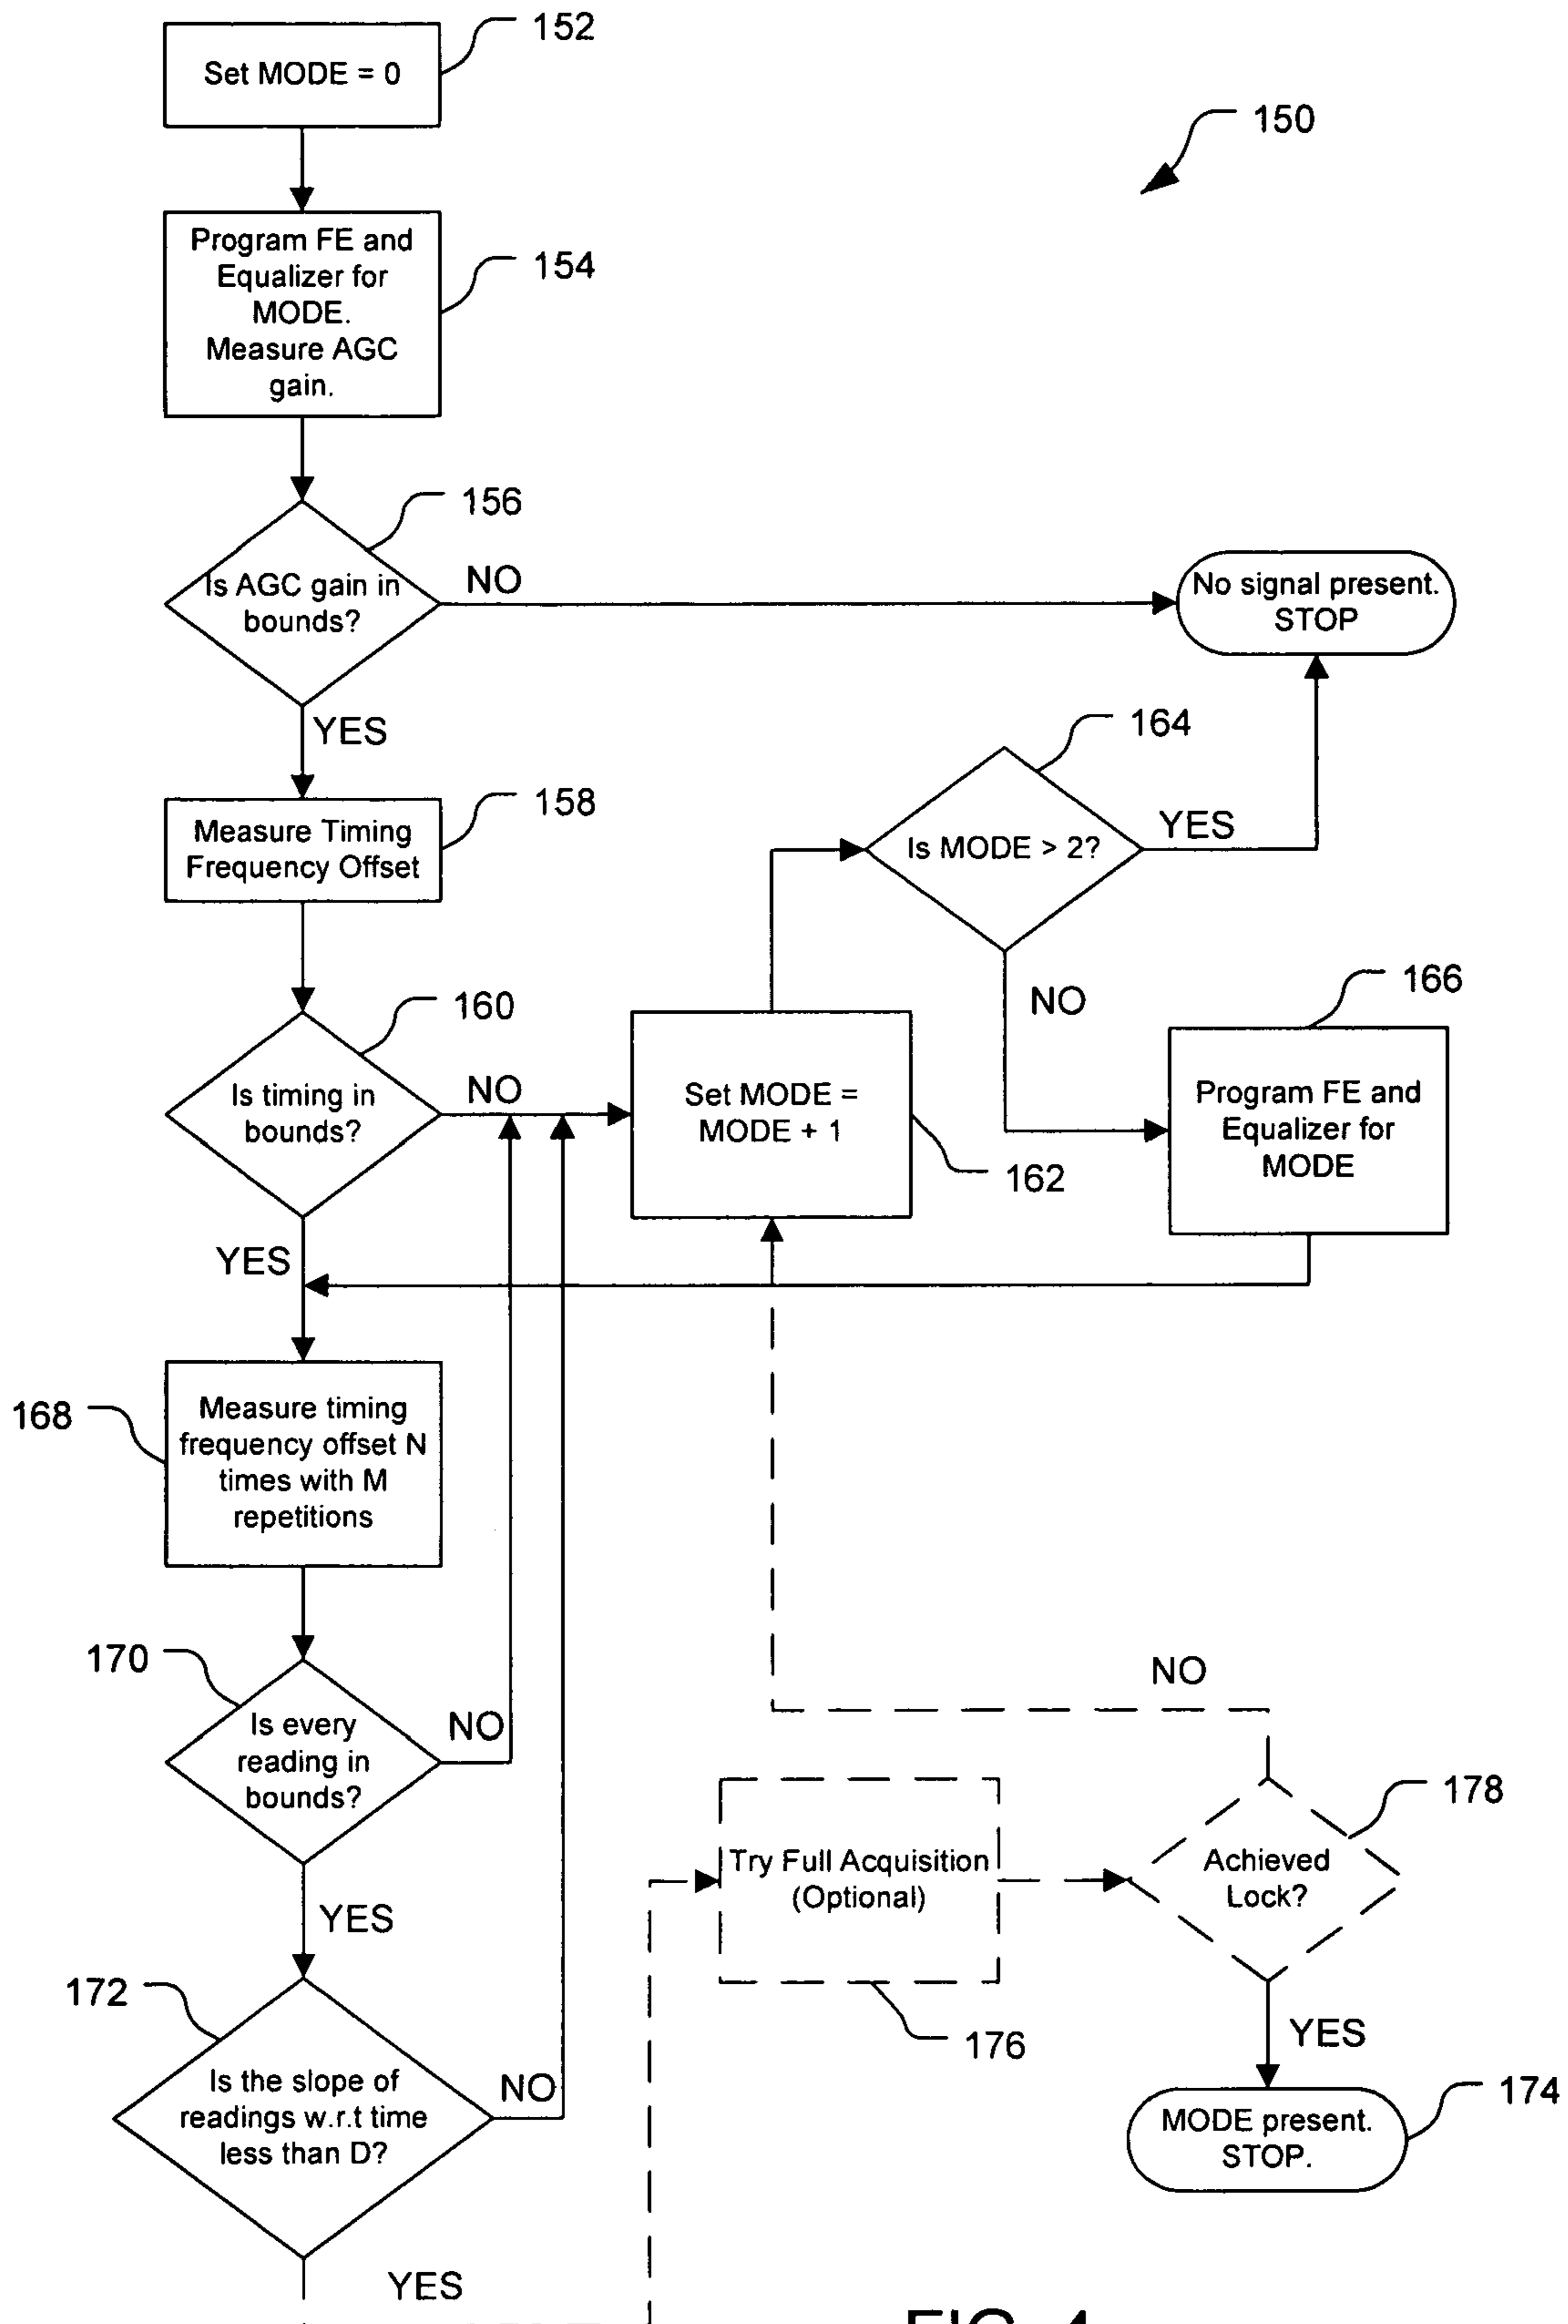 152
Set MODE = 0
150
Program FE and
Equalizer for
MODE.
Measure AGC
gain.
154
156
Is AGC gain in
bounds?
NO
No signal present.
STOP
YES
164
Is MODE > 2?
YES
158
Measure Timing
Frequency Offset
NO
166
160
Is timing in
bounds?
NO
Set MODE =
MODE + 1
162
Program FE and
Equalizer for
MODE
YES
168
Measure timing
frequency offset N
times with M
repetitions
170
Is every
reading in
bounds?
NO
NO
178
Try Full Acquisition
(Optional)
Achieved
Lock?
YES
176
YES
172
Is the slope of
readings w.r.t time
less than D?
NO
174
MODE present.
STOP.
YES